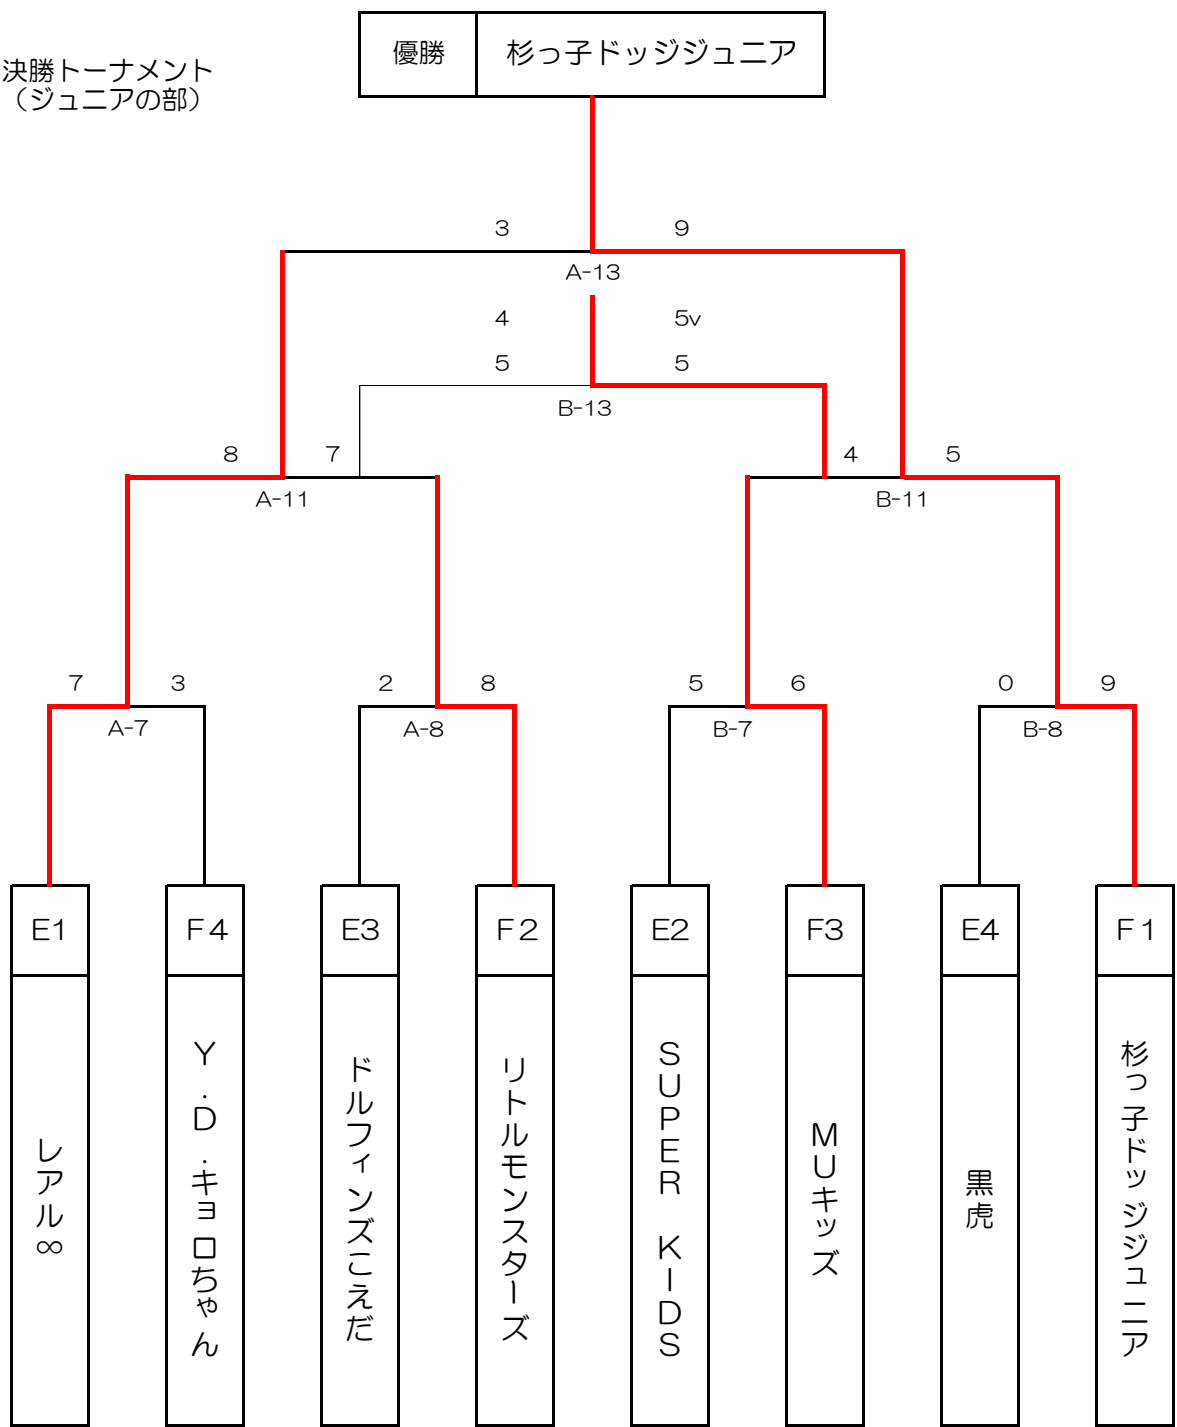 優勝 杉っ子ドッジジュニア
決勝トーナメント
（ジュニアの部）
3 9
A-13
4 5v
5 5
B-13
8 7 4 5
A-11 B-11
7 3 2 8 5 6 0 9
A-7 A-8 B-7 B-8
E1 F4 E3 F2 E2 F3 E4 F1
レアル∞
Y.D.キョロちゃん
ドルフィンズこえだ
リトルモンスターズ
SUPER KIDS
MUキッズ
黒虎
杉っ子ドッジジュニア